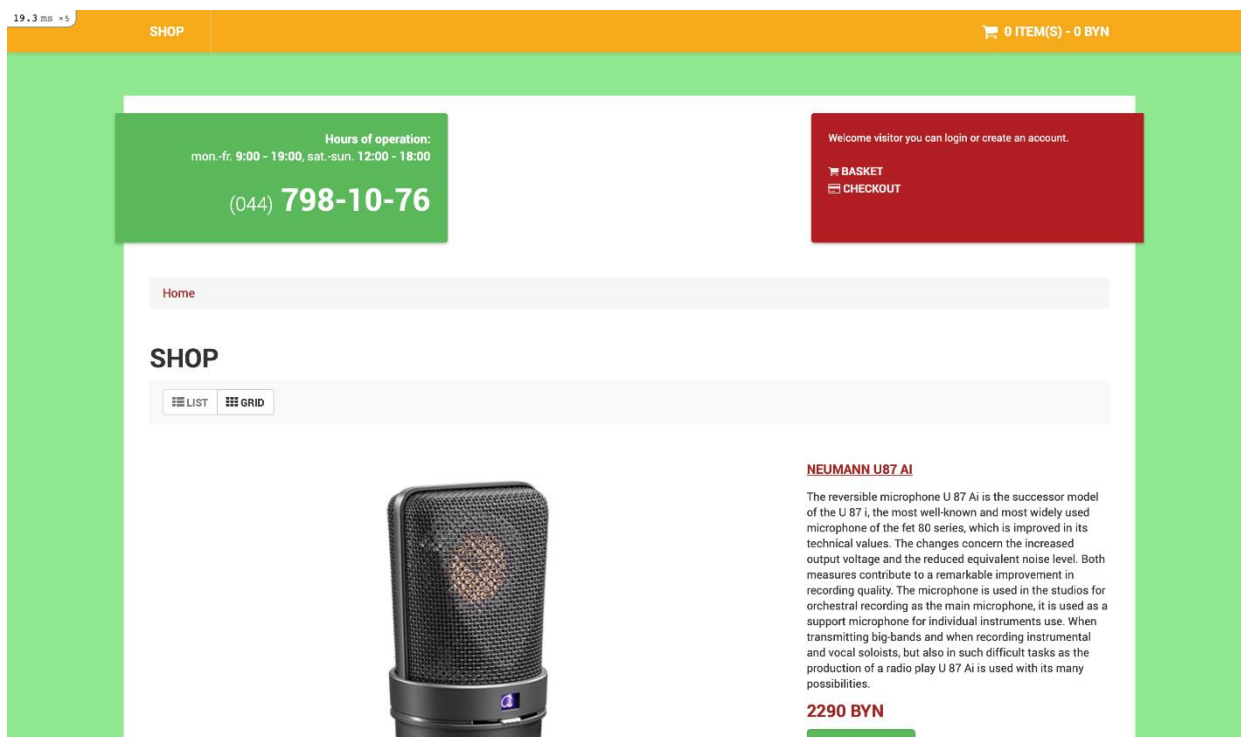 19.3 ms ×5
SHOP
0 ITEM(S) - 0 BYN
Hours of operation:
mon.-fr. 9:00 - 19:00, sat.-sun. 12:00 - 18:00
(044) 798-10-76
Welcome visitor you can login or create an account.
BASKET
CHECKOUT
Home
SHOP
LIST
GRID
NEUMANN U87 AI
The reversible microphone U 87 Ai is the successor model
of the U 87 i, the most well-known and most widely used
microphone of the fet 80 series, which is improved in its
technical values. The changes concern the increased
output voltage and the reduced equivalent noise level. Both
measures contribute to a remarkable improvement in
recording quality. The microphone is used in the studios for
orchestral recording as the main microphone, it is used as a
support microphone for individual instruments use. When
transmitting big-bands and when recording instrumental
and vocal soloists, but also in such difficult tasks as the
production of a radio play U 87 Ai is used with its many
possibilities.
2290 BYN